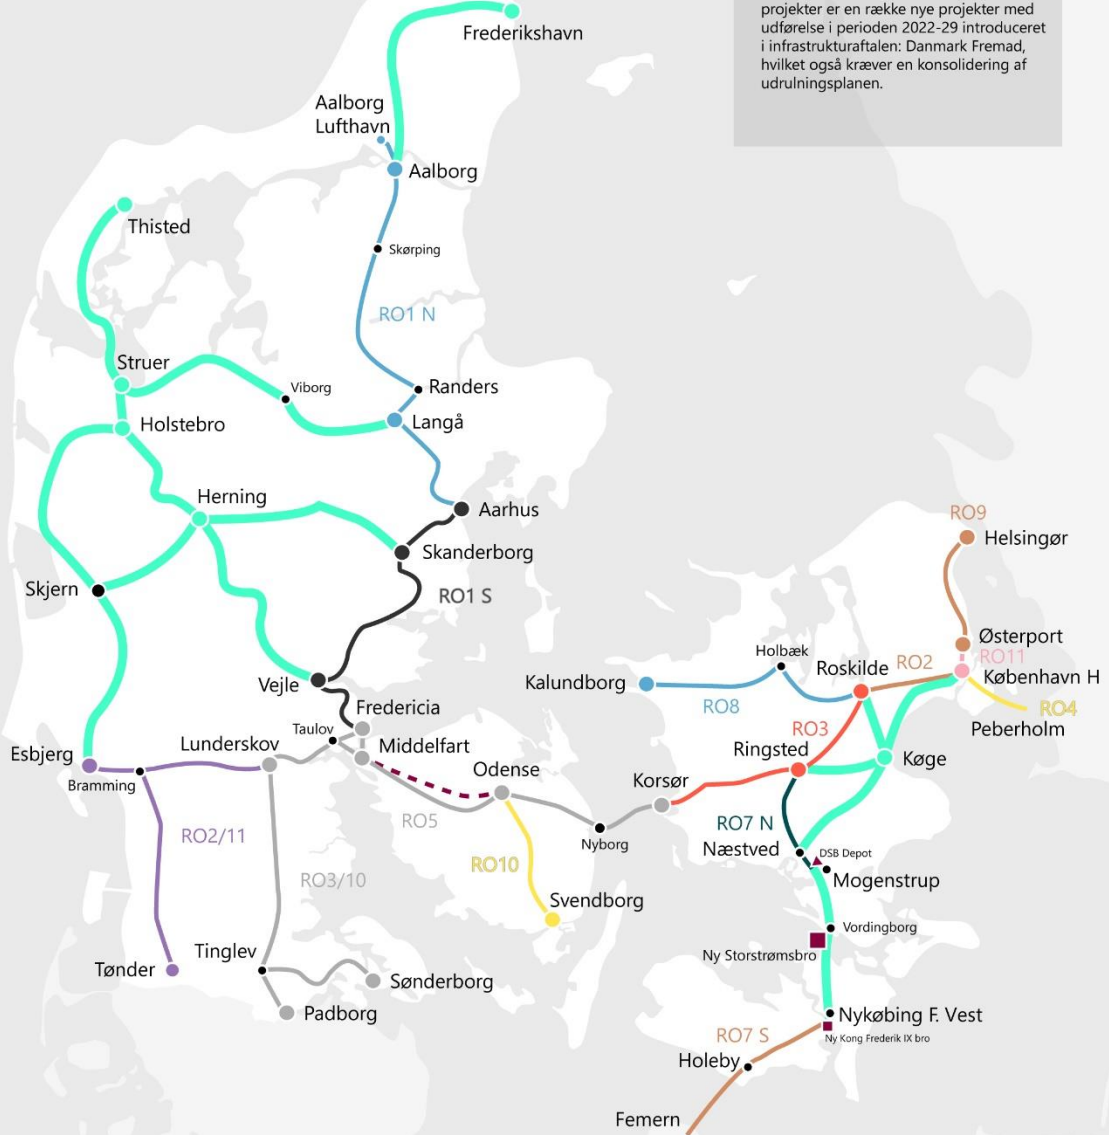 projekter er en række nye projekter med
udførelse i perioden 2022-29 introduceret
i infrastrukturaftalen: Danmark Fremad,
hvilket også kræver en konsolidering af
udrulningsplanen.
Frederikshavn
Aalborg
Lufthavn
Aalborg
Thisted
Skørping
RO1 N
Struer
Viborg
Randers
Holstebro
Langå
Herning
Aarhus
Skanderborg
RO9
Helsingør
Skjern
RO1 S
Østerport
Holbæk
RO11
Roskilde
RO2
København H
Vejle
Kalundborg
RO8
RO4
Fredericia
Peberholm
Taulov
RO3
Lunderskov
Middelfart
Ringsted
Esbjerg
Køge
Odense
Korsør
Bramming
RO5
RO7 N
RO2/11
Nyborg
Næstved
DSB Depot
RO10
RO3/10
Mogenstrup
Svendborg
Vordingborg
Tinglev
Ny Storstrømsbro
Tønder
Sønderborg
Padborg
Nykøbing F. Vest
RO7 S
Ny Kong Frederik IX bro
Holeby
Femern